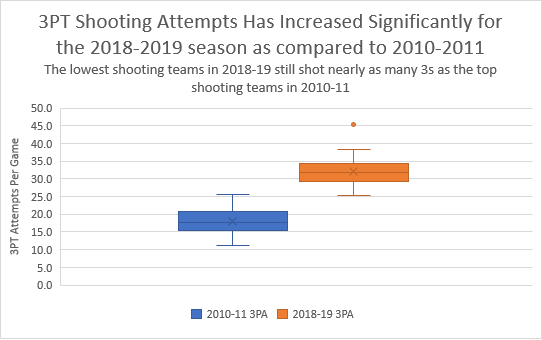 3PT Shooting Attempts Has Increased Significantly for
the 2018-2019 season as compared to 2010-2011
The lowest shooting teams in 2018-19 still shot nearly as many 3s as the top
shooting teams in 2010-11
3PT Attempts Per Game
50.0
45.0
40.0
35.0
30.0
25.0
20.0
15.0
10.0
5.0
0.0
2010-11 3PA
2018-19 3PA